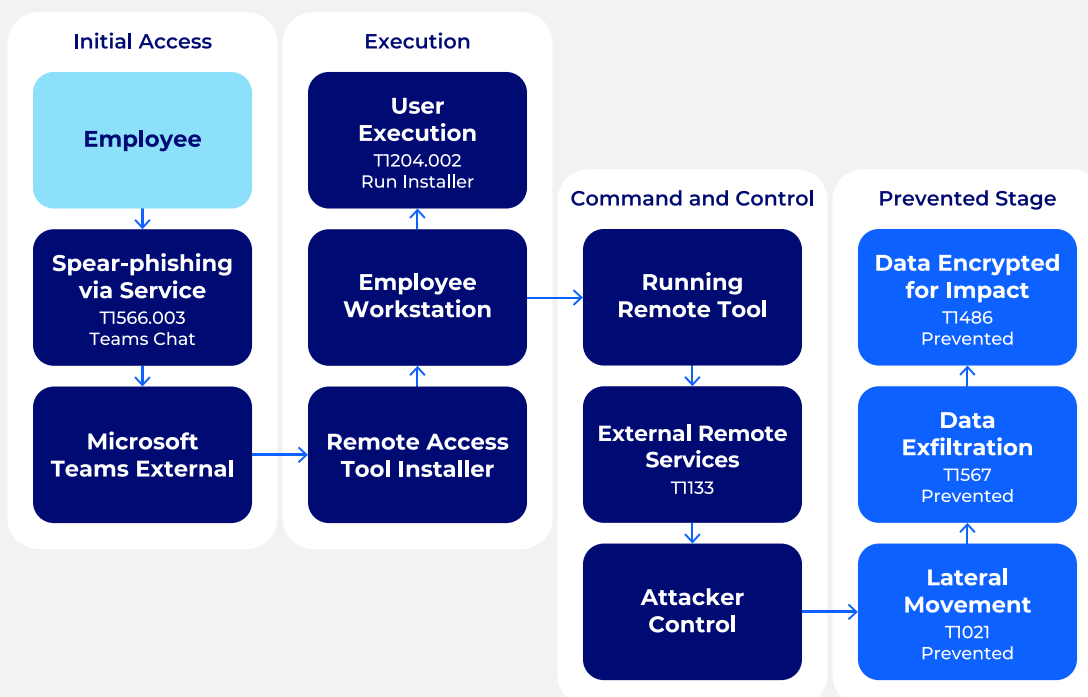 Initial Access
Employee
Spear-phishing
via Service
T1566.003
Teams Chat
Microsoft
Teams External
Execution
User
Execution
T1204.002
Run Installer
Employee
Workstation
Remote Access
Tool Installer
Command and Control
Running
Remote Tool
External Remote
Services
T1133
Attacker
Control
Prevented Stage
Data Encrypted
for Impact
T1486
Prevented
Data
Exfiltration
T1567
Prevented
Lateral
Movement
T1021
Prevented